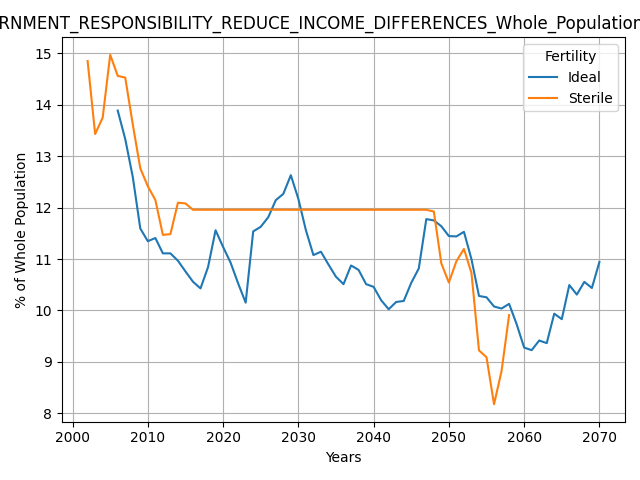 RNMENT_RESPONSIBILITY_REDUCE_INCOME_DIFFERENCES_Whole_Population
15
14
13
12
11
10
9
8
% of Whole Population
Fertility
Ideal
Sterile
2000 2010 2020 2030 2040 2050 2060 2070
Years